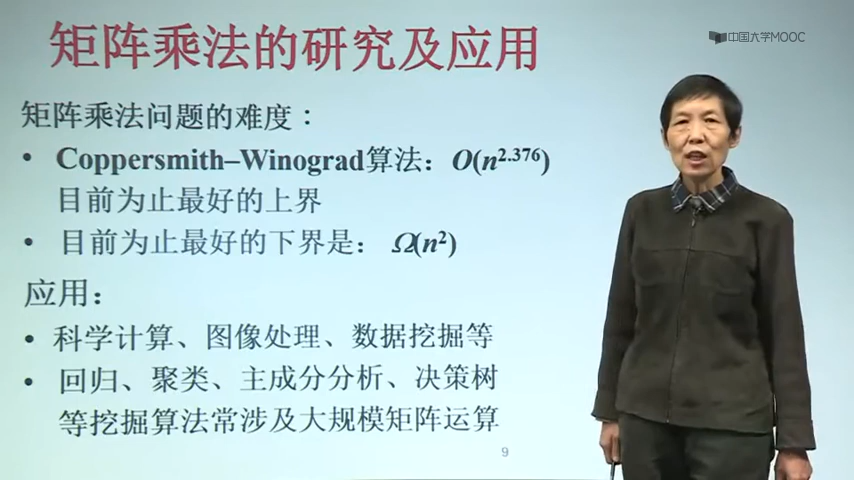 矩阵乘法的研究及应用
中国大学MOOC
矩阵乘法问题的难度：
• Coppersmith–Winograd算法：O(n^2.376)
目前为止最好的上界
• 目前为止最好的下界是： Ω(n^2)
应用：
• 科学计算、图像处理、数据挖掘等
• 回归、聚类、主成分分析、决策树
等挖掘算法常涉及大规模矩阵运算
9